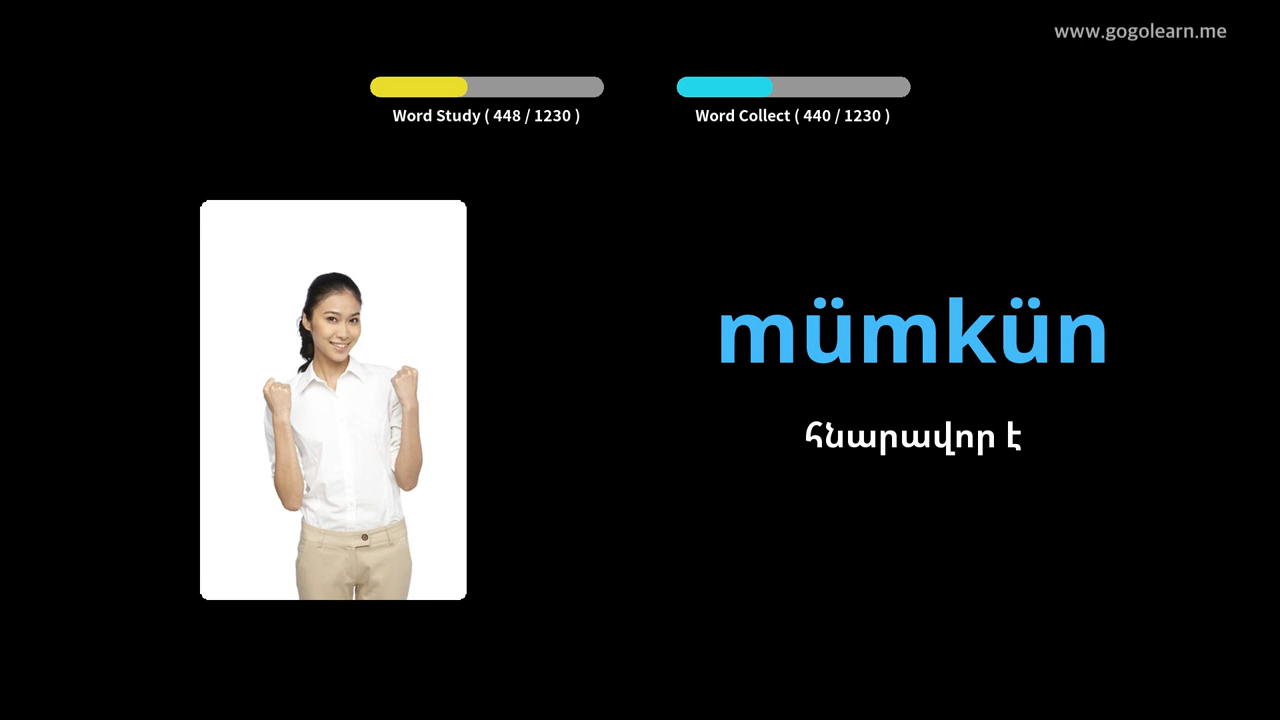 www.gogolearn.me
Word Study ( 448 / 1230 )
Word Collect ( 440 / 1230 )
mümkün
հնարավոր է